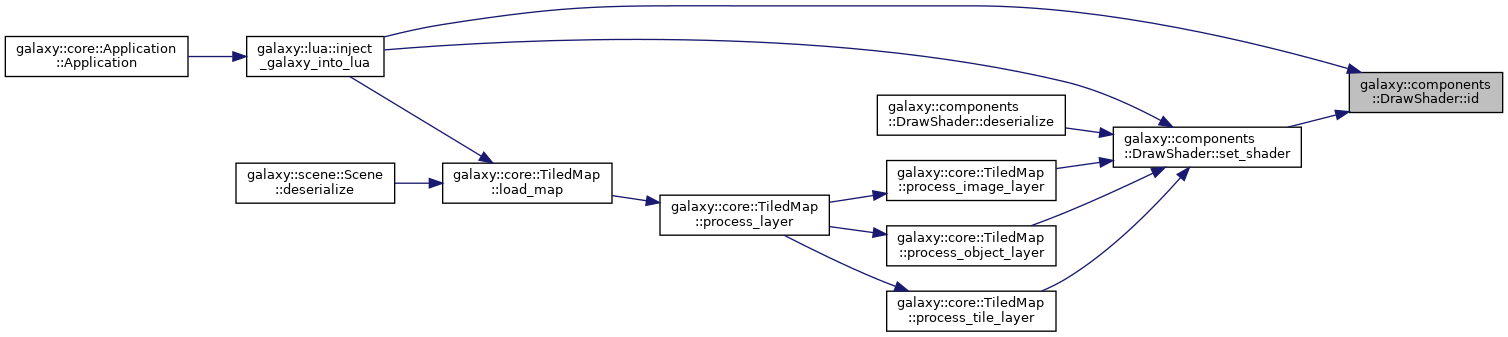 galaxy::core::Application
::Application
galaxy::lua::inject
_galaxy_into_lua
galaxy::components
::DrawShader::id
galaxy::components
::DrawShader::deserialize
galaxy::components
::DrawShader::set_shader
galaxy::scene::Scene
::deserialize
galaxy::core::TiledMap
::load_map
galaxy::core::TiledMap
::process_image_layer
galaxy::core::TiledMap
::process_layer
galaxy::core::TiledMap
::process_object_layer
galaxy::core::TiledMap
::process_tile_layer